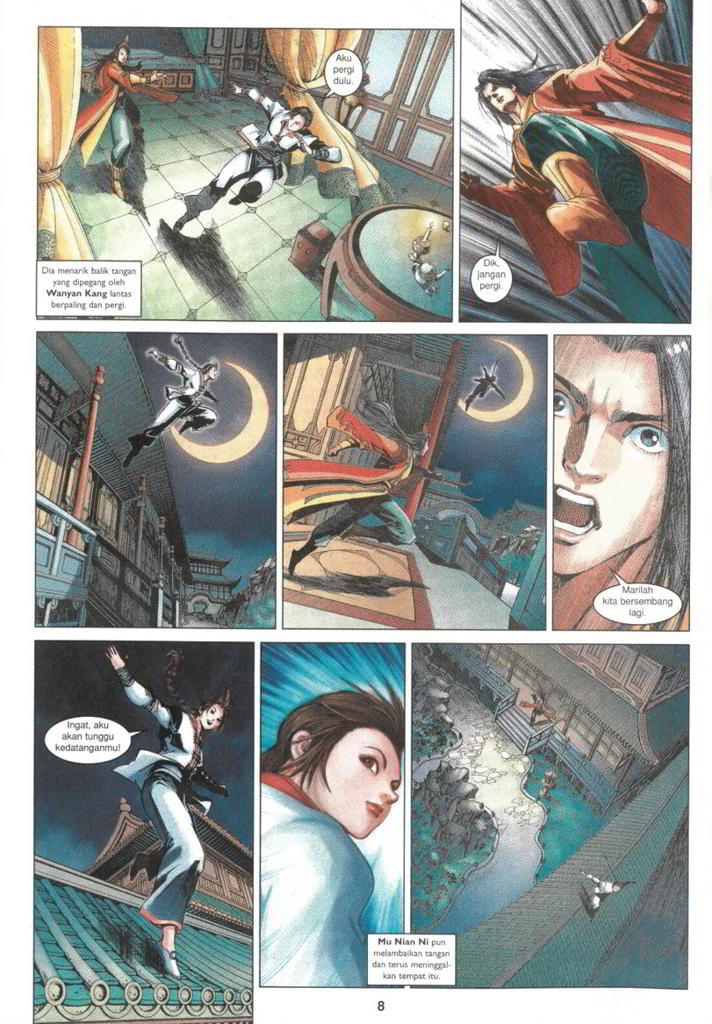 Aku
pergi
dulu.
Dia menarik balik tangan
yang dipegang oleh
Wanyan Kang lantas
berpaling dan pergi.
Dik,
jangan
pergi.
Marilah
kita bersembang
lagi.
Ingat, aku
akan tunggu
kedatanganmu!
Mu Nian Ni pun
melambaikan tangan
dan terus meninggal-
kan tempat itu.
8